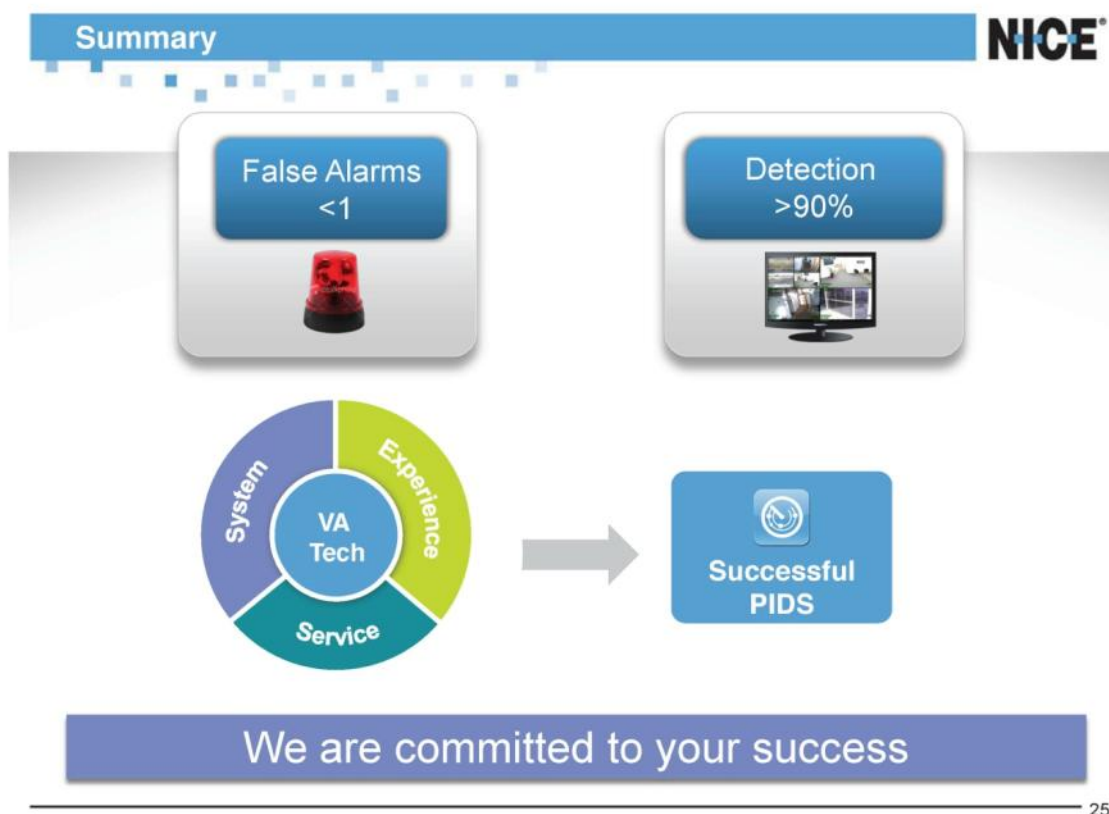 Summary
NICE®
False Alarms
<1
Detection
>90%
System
Experience
VA
Tech
Service
Successful
PIDS
We are committed to your success
25